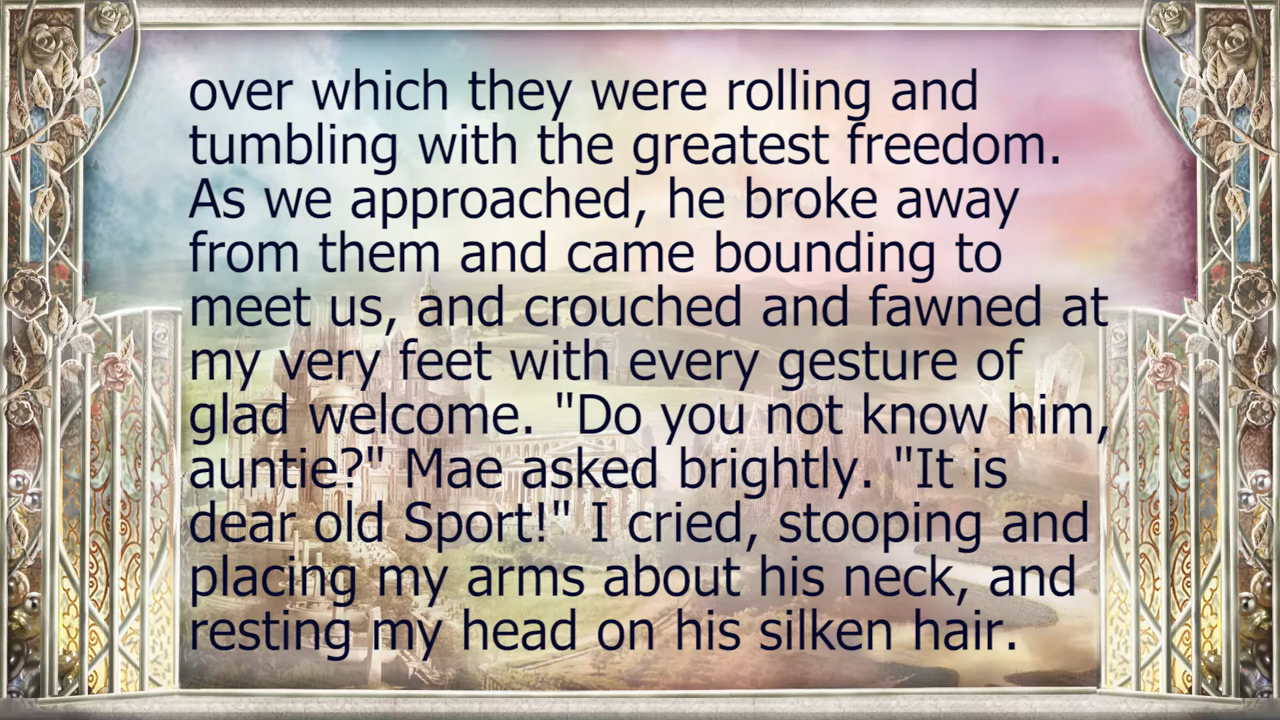 over which they were rolling and
tumbling with the greatest freedom.
As we approached, he broke away
from them and came bounding to
meet us, and crouched and fawned at
my very feet with every gesture of
glad welcome. "Do you not know him,
auntie?" Mae asked brightly. "It is
dear old Sport!" I cried, stooping and
placing my arms about his neck, and
resting my head on his silken hair.